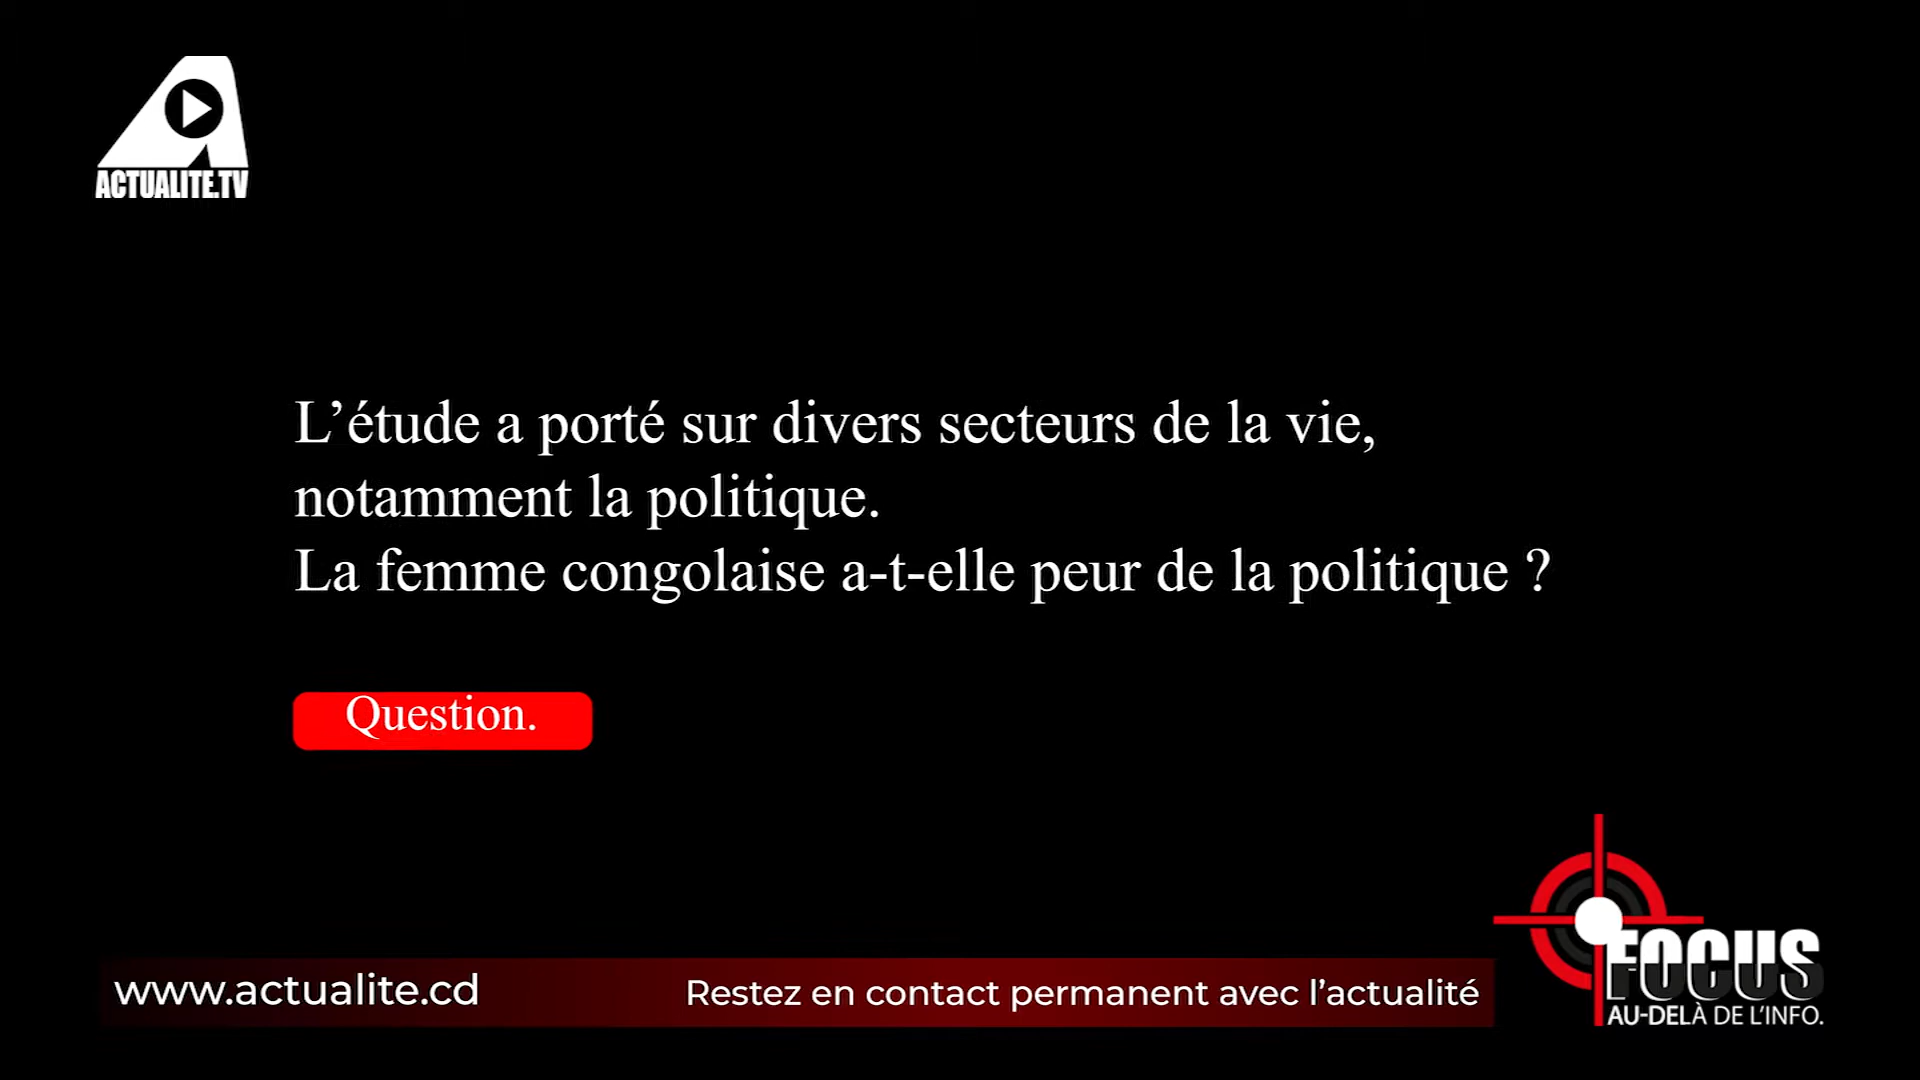 ACTUALITE.TV
L’étude a porté sur divers secteurs de la vie,
notamment la politique.
La femme congolaise a-t-elle peur de la politique ?
Question.
www.actualite.cd
Restez en contact permanent avec l’actualité
FOCUS
AU-DELÀ DE L’INFO.